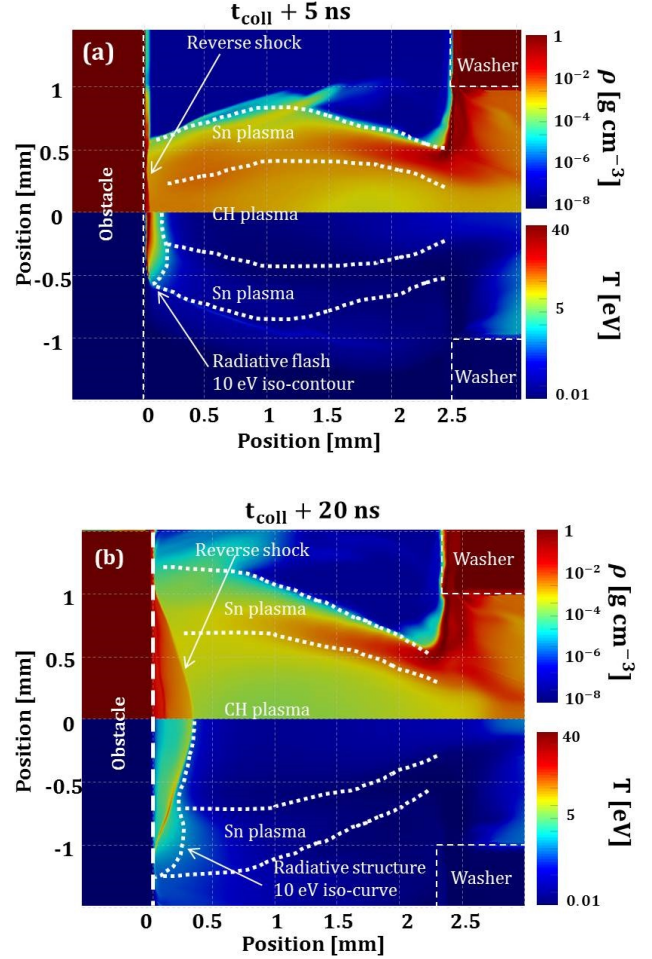 t_coll + 5 ns
(a)
Reverse shock
Washer
Sn plasma
CH plasma
Sn plasma
Obstacle
Radiative flash
10 eV iso-contour
Washer
Position [mm]
1
0.5
0
-0.5
-1
0
0.5
1
1.5
2
2.5
3
Position [mm]
1
10⁻²
10⁻⁴
10⁻⁶
10⁻⁸
ρ [g cm⁻³]
40
5
0.01
T [eV]
t_coll + 20 ns
(b)
Reverse shock
Washer
Sn plasma
CH plasma
Sn plasma
Obstacle
Radiative structure
10 eV iso-curve
Washer
Position [mm]
1
0.5
0
-0.5
-1
0
0.5
1
1.5
2
2.5
Position [mm]
1
10⁻²
10⁻⁴
10⁻⁶
10⁻⁸
ρ [g cm⁻³]
40
5
0.01
T [eV]